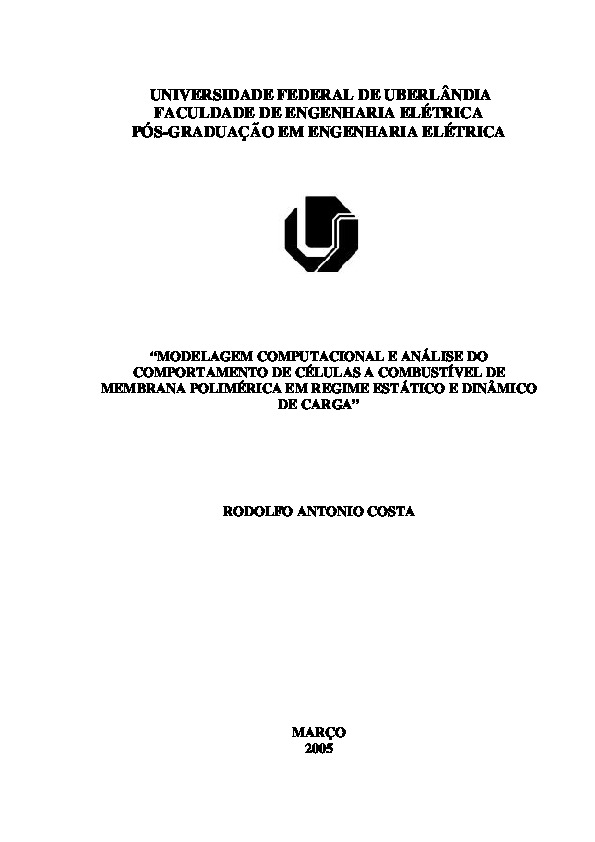 UNIVERSIDADE FEDERAL DE UBERLÂNDIA
FACULDADE DE ENGENHARIA ELÉTRICA
PÓS-GRADUAÇÃO EM ENGENHARIA ELÉTRICA
“MODELAGEM COMPUTACIONAL E ANÁLISE DO
COMPORTAMENTO DE CÉLULAS A COMBUSTÍVEL DE
MEMBRANA POLIMÉRICA EM REGIME ESTÁTICO E DINÂMICO
DE CARGA”
RODOLFO ANTONIO COSTA
MARÇO
2005